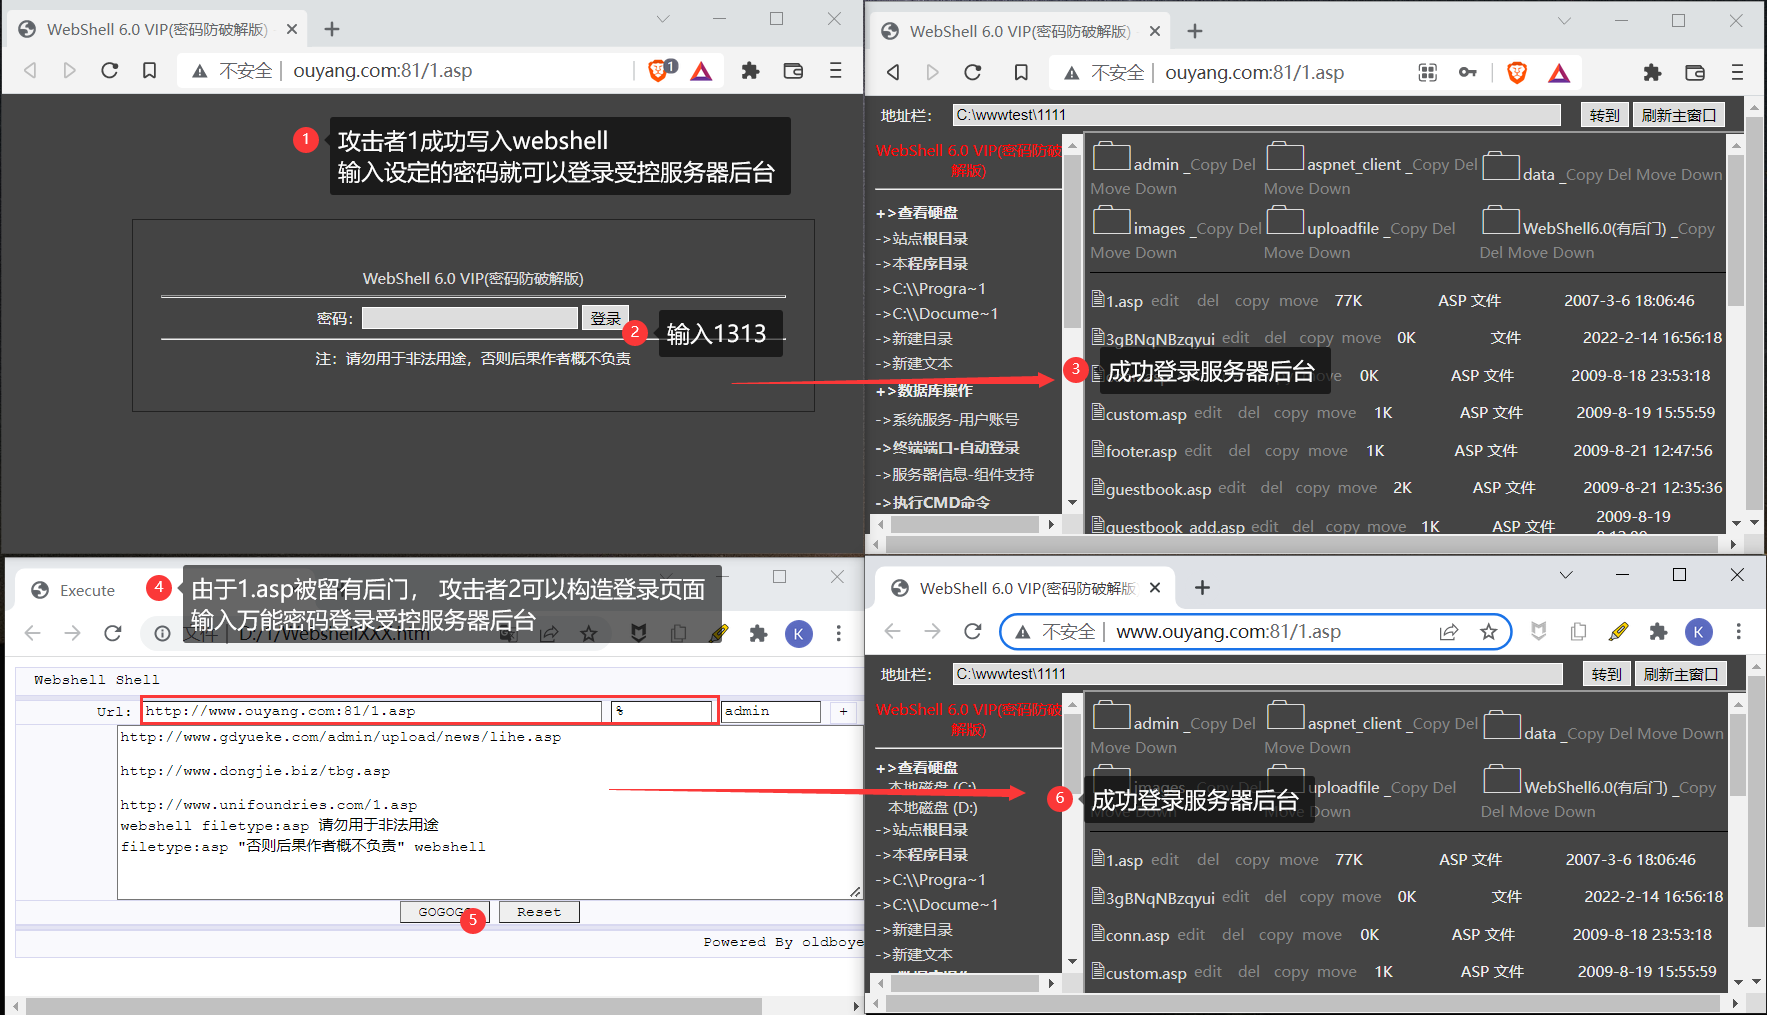 WebShell 6.0 VIP(密码防破解版)
不安全 | ouyang.com:81/1.asp
1
1 攻击者1成功写入webshell
输入设定的密码就可以登录受控服务器后台
WebShell 6.0 VIP(密码防破解版)
密码： 登录
2 输入1313
注：请勿用于非法用途，否则后果作者概不负责
WebShell 6.0 VIP(密码防破解版)
不安全 | ouyang.com:81/1.asp
地址栏： C:\wwwtest\1111 转到 刷新主窗口
WebShell 6.0 VIP(密码防破
解版)
+>查看硬盘
->站点根目录
->本程序目录
->C:\\Progra~1
->C:\\Docume~1
->新建目录
->新建文本
+>数据库操作
->系统服务-用户账号
->终端端口-自动登录
->服务器信息-组件支持
->执行CMD命令
admin _Copy Del Move Down
aspnet_client _Copy Del Move Down
data _Copy Del Move Down
images _Copy Del Move Down
uploadfile _Copy Del Move Down
WebShell6.0(有后门) _Copy Del Move Down
1.asp edit del copy move 77K ASP 文件 2007-3-6 18:06:46
3gBNqNBzqyui edit del copy move 0K 文件 2022-2-14 16:56:18
3 成功登录服务器后台
0K ASP 文件 2009-8-18 23:53:18
custom.asp edit del copy move 1K ASP 文件 2009-8-19 15:55:59
footer.asp edit del copy move 1K ASP 文件 2009-8-21 12:47:56
guestbook.asp edit del copy move 2K ASP 文件 2009-8-21 12:35:36
guestbook_add.asp edit del copy move 1K ASP 文件 2009-8-19
Execute
4 由于1.asp被留有后门， 攻击者2可以构造登录页面
输入万能密码登录受控服务器后台
文件 | D:/1/WebshellXXX.htm
K
Webshell Shell
Url: http://www.ouyang.com:81/1.asp % admin +
http://www.gdyueke.com/admin/upload/news/lihe.asp
http://www.dongjie.biz/tbg.asp
http://www.unifoundries.com/1.asp
webshell filetype:asp 请勿用于非法用途
filetype:asp "否则后果作者概不负责" webshell
GOGOG 5 Reset
Powered By oldboye
WebShell 6.0 VIP(密码防破解版
不安全 | www.ouyang.com:81/1.asp
K
地址栏： C:\wwwtest\1111 转到 刷新主窗口
WebShell 6.0 VIP(密码防破
解版)
+>查看硬盘
本地磁盘 (C:)
本地磁盘 (D:)
->站点根目录
->本程序目录
->C:\\Progra~1
->C:\\Docume~1
->新建目录
->新建文本
admin _Copy Del Move Down
aspnet_client _Copy Del Move Down
data _Copy Del Move Down
images _Copy Del
uploadfile _Copy Del Move Down
WebShell6.0(有后门) _Copy Del Move Down
6 成功登录服务器后台
1.asp edit del copy move 77K ASP 文件 2007-3-6 18:06:46
3gBNqNBzqyui edit del copy move 0K 文件 2022-2-14 16:56:18
conn.asp edit del copy move 0K ASP 文件 2009-8-18 23:53:18
custom.asp edit del copy move 1K ASP 文件 2009-8-19 15:55:59